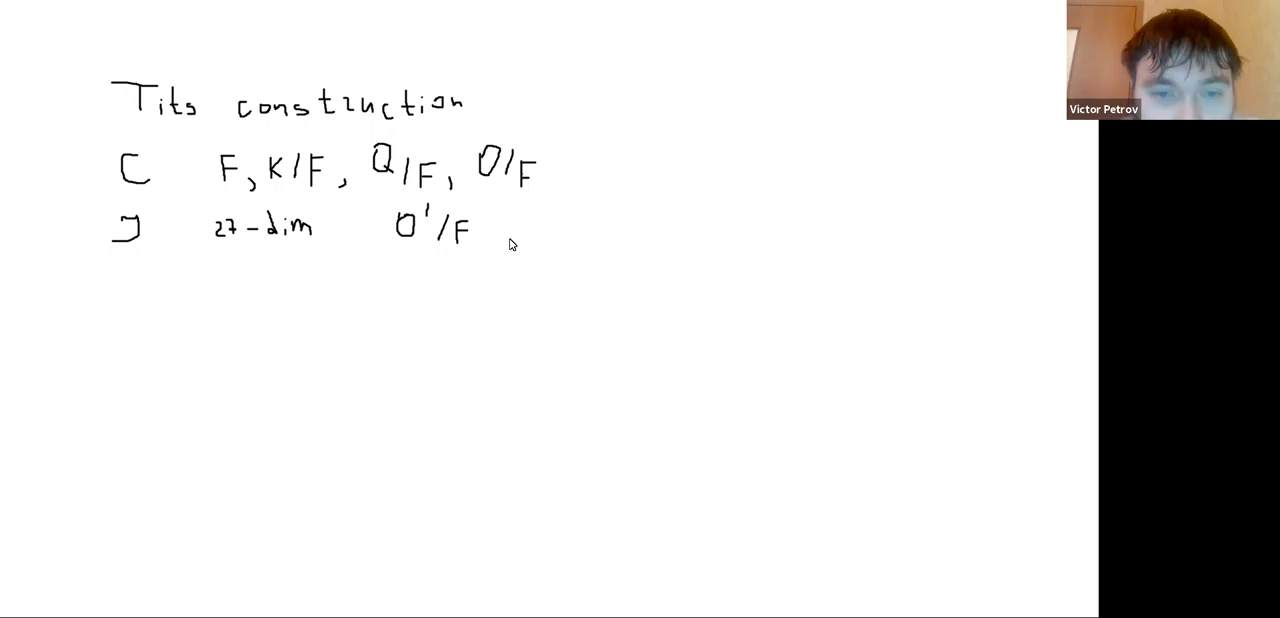 Tits construction
C F, K/F, Q/F, O/F
J 27-dim O'/F
Victor Petrov